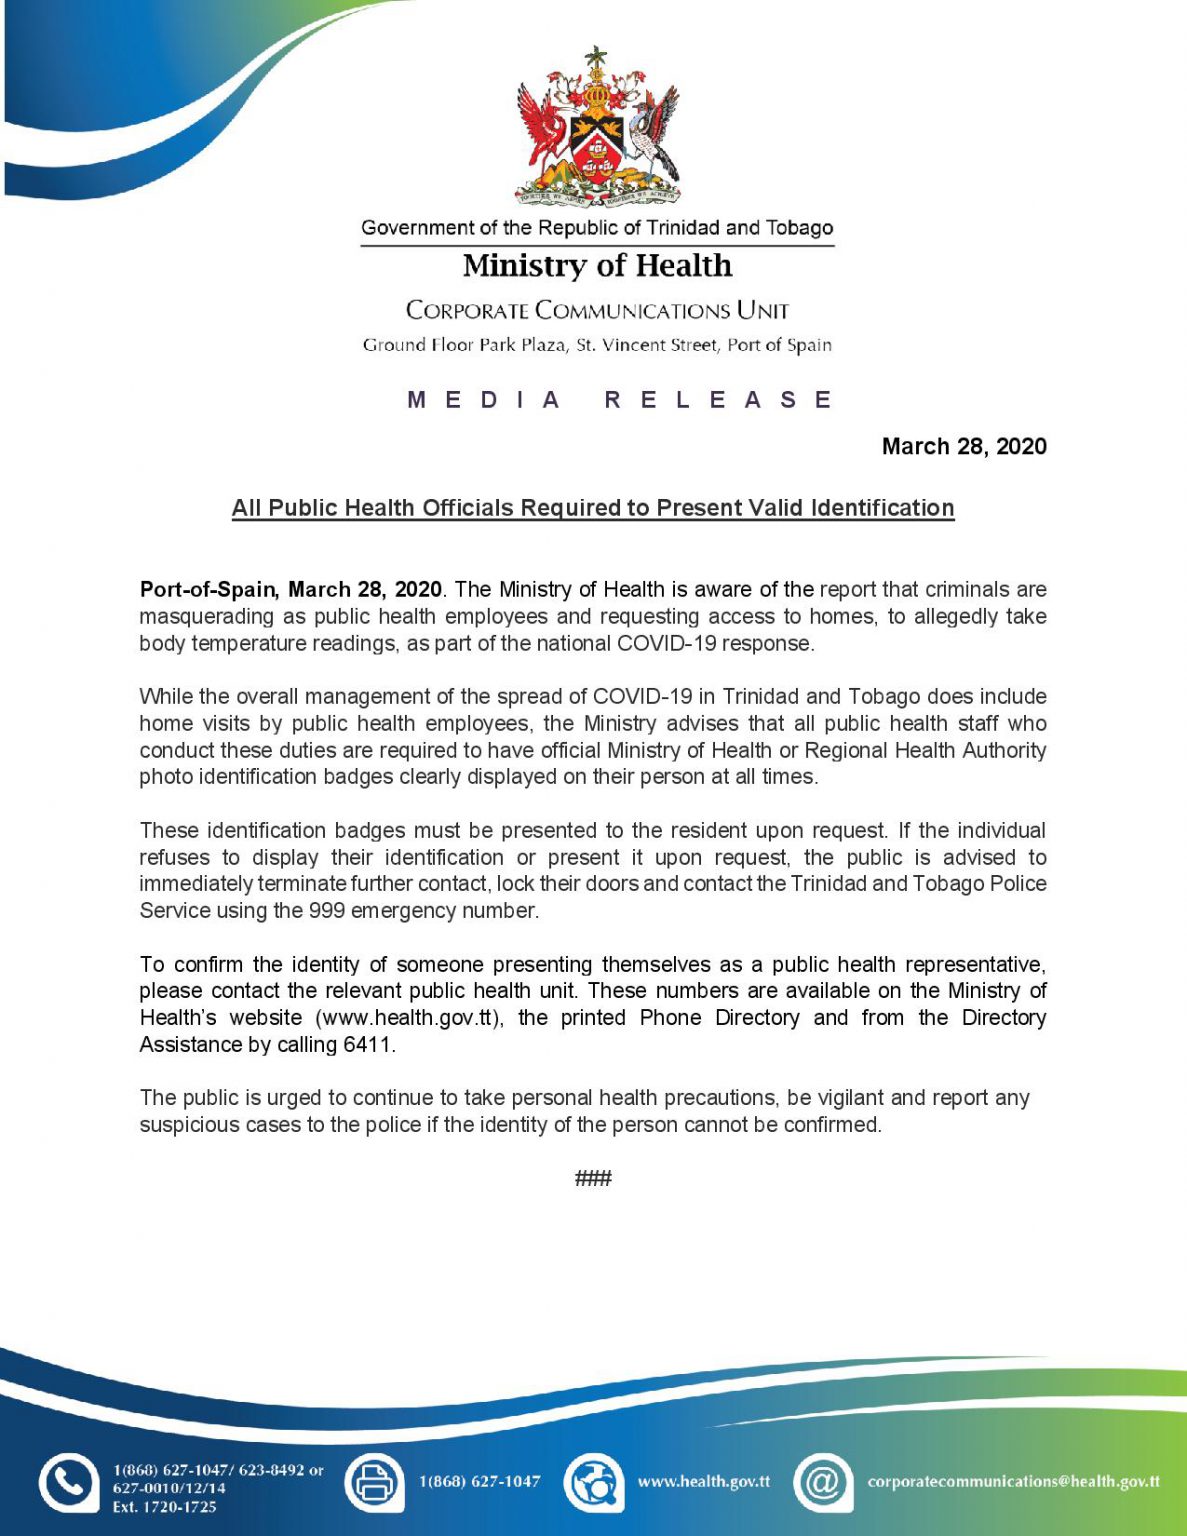 TOGETHER WE ASPIRE TOGETHER WE ACHIEVE
Government of the Republic of Trinidad and Tobago
Ministry of Health
CORPORATE COMMUNICATIONS UNIT
Ground Floor Park Plaza, St. Vincent Street, Port of Spain
MEDIA RELEASE
March 28, 2020
All Public Health Officials Required to Present Valid Identification
Port-of-Spain, March 28, 2020. The Ministry of Health is aware of the report that criminals are
masquerading as public health employees and requesting access to homes, to allegedly take
body temperature readings, as part of the national COVID-19 response.
While the overall management of the spread of COVID-19 in Trinidad and Tobago does include
home visits by public health employees, the Ministry advises that all public health staff who
conduct these duties are required to have official Ministry of Health or Regional Health Authority
photo identification badges clearly displayed on their person at all times.
These identification badges must be presented to the resident upon request. If the individual
refuses to display their identification or present it upon request, the public is advised to
immediately terminate further contact, lock their doors and contact the Trinidad and Tobago Police
Service using the 999 emergency number.
To confirm the identity of someone presenting themselves as a public health representative,
please contact the relevant public health unit. These numbers are available on the Ministry of
Health's website (www.health.gov.tt), the printed Phone Directory and from the Directory
Assistance by calling 6411.
The public is urged to continue to take personal health precautions, be vigilant and report any
suspicious cases to the police if the identity of the person cannot be confirmed.
###
1(868) 627-1047/ 623-8492 or
627-0010/12/14
Ext. 1720-1725
1(868) 627-1047
www.health.gov.tt
corporatecommunications@health.gov.tt